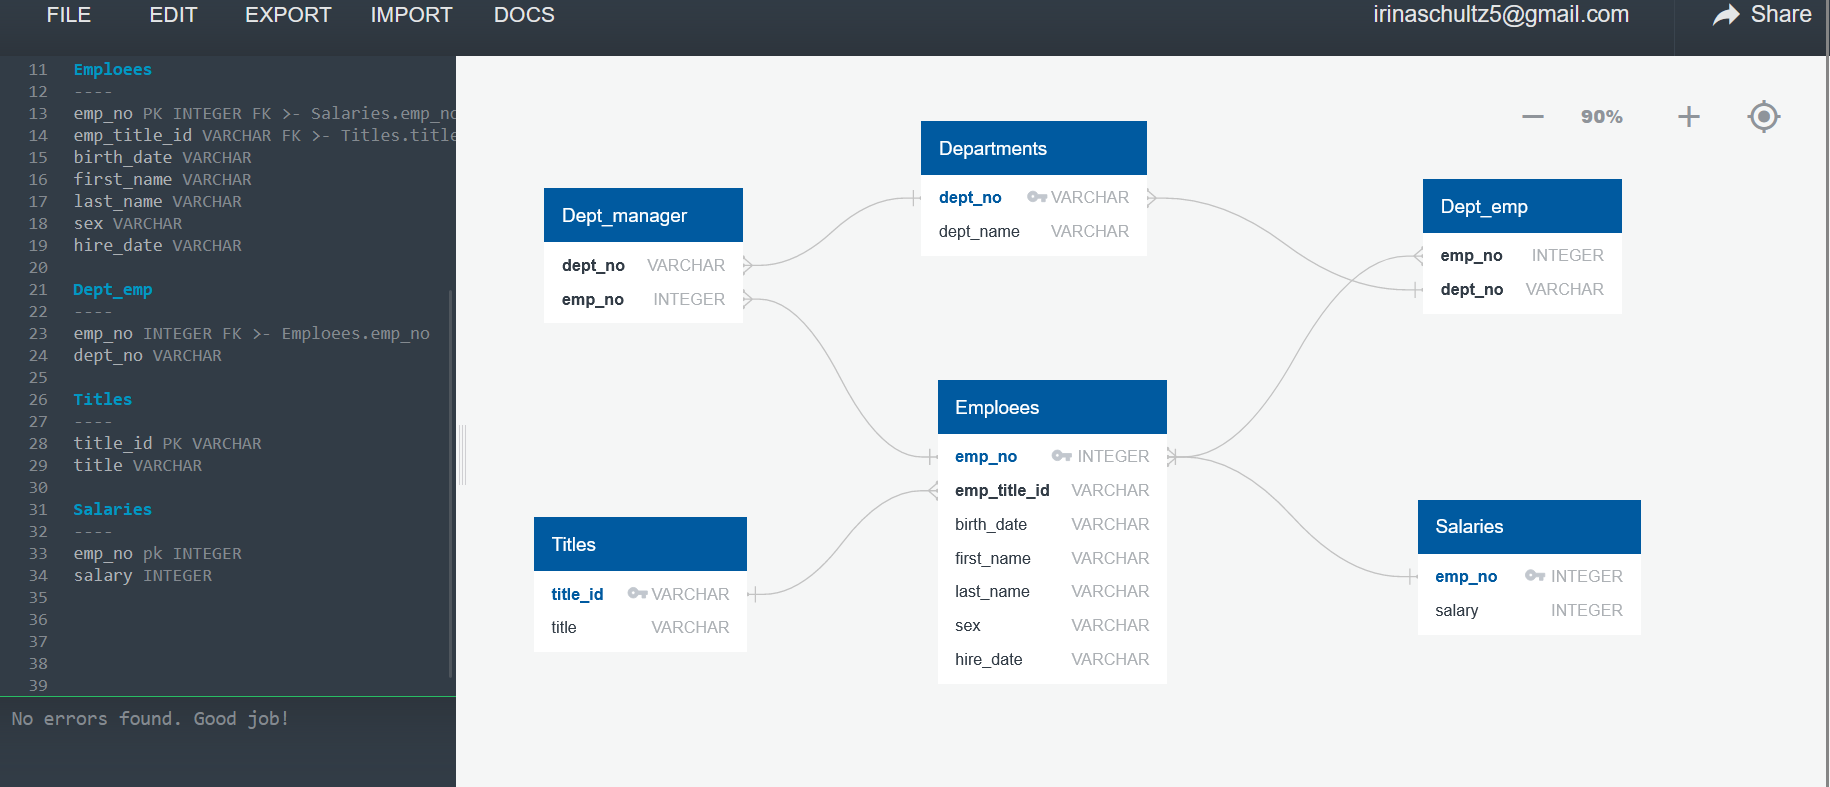 FILE EDIT EXPORT IMPORT DOCS irinaschultz5@gmail.com Share
11 Emploees
12 ----
13 emp_no PK INTEGER FK >- Salaries.emp_no
14 emp_title_id VARCHAR FK >- Titles.title
15 birth_date VARCHAR
16 first_name VARCHAR
17 last_name VARCHAR
18 sex VARCHAR
19 hire_date VARCHAR
20
21 Dept_emp
22 ----
23 emp_no INTEGER FK >- Emploees.emp_no
24 dept_no VARCHAR
25
26 Titles
27 ----
28 title_id PK VARCHAR
29 title VARCHAR
30
31 Salaries
32 ----
33 emp_no pk INTEGER
34 salary INTEGER
35
36
37
38
39
No errors found. Good job!
90%
Dept_manager
dept_no VARCHAR
emp_no INTEGER
Departments
dept_no VARCHAR
dept_name VARCHAR
Dept_emp
emp_no INTEGER
dept_no VARCHAR
Emploees
emp_no INTEGER
emp_title_id VARCHAR
birth_date VARCHAR
first_name VARCHAR
last_name VARCHAR
sex VARCHAR
hire_date VARCHAR
Titles
title_id VARCHAR
title VARCHAR
Salaries
emp_no INTEGER
salary INTEGER